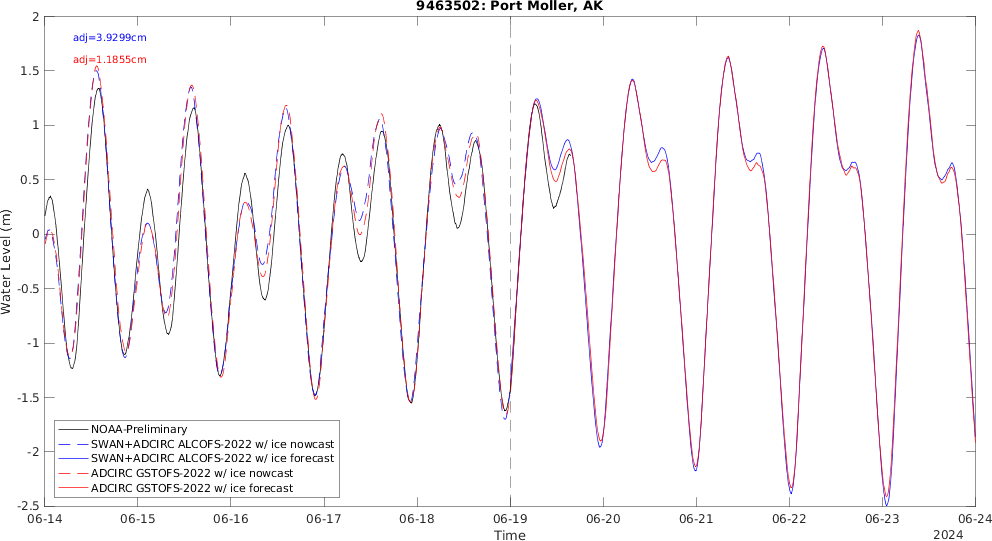 9463502: Port Moller, AK
adj=3.9299cm
adj=1.1855cm
Water Level (m)
2
1.5
1
0.5
0
-0.5
-1
-1.5
-2
-2.5
NOAA-Preliminary
SWAN+ADCIRC ALCOFS-2022 w/ ice nowcast
SWAN+ADCIRC ALCOFS-2022 w/ ice forecast
ADCIRC GSTOFS-2022 w/ ice nowcast
ADCIRC GSTOFS-2022 w/ ice forecast
06-14 06-15 06-16 06-17 06-18 06-19 06-20 06-21 06-22 06-23 06-24
Time
2024